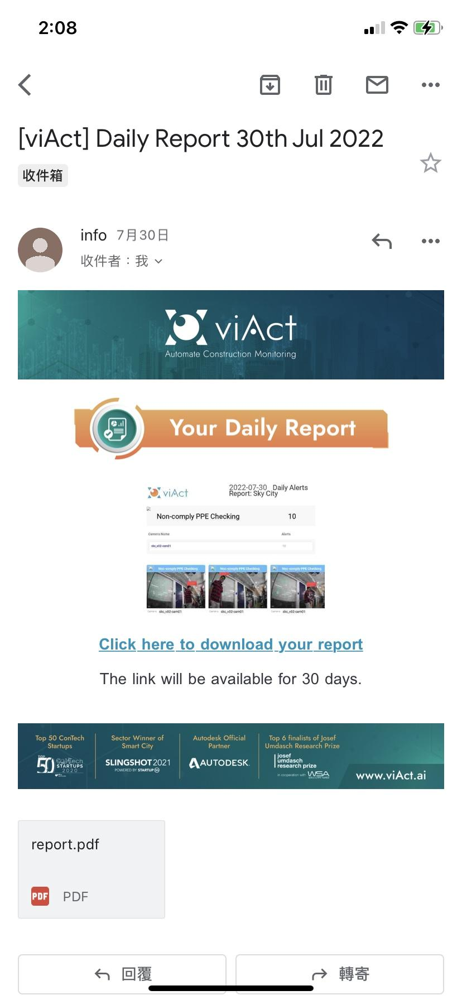 2:08
[viAct] Daily Report 30th Jul 2022
收件箱
info 7月30日
收件者：我
viAct
Automate Construction Monitoring
Your Daily Report
viAct
2022-07-30 Daily Alerts
Report: Sky City
Non-comply PPE Checking 10
Camera Name Alerts
skc_v02-cam01 10
Non-comply PPE Checking Non-comply PPE Checking Non-comply PPE Checking
Camera skc_v02-cam01 Camera skc_v02-cam01 Camera skc_v02-cam01
Click here to download your report
The link will be available for 30 days.
Top 50 ConTech
Startups
TOP
50 ConTech
STARTUPS
2020
Sector Winner of
Smart City
SLINGSHOT 2021
POWERED BY STARTUP SG
Autodesk Official
Partner
AUTODESK.
Top 6 finalists of Josef
Umdasch Research Prize
josef
umdasch
research prize
in cooperation with WSA
www.viAct.ai
report.pdf
PDF PDF
回覆
轉寄